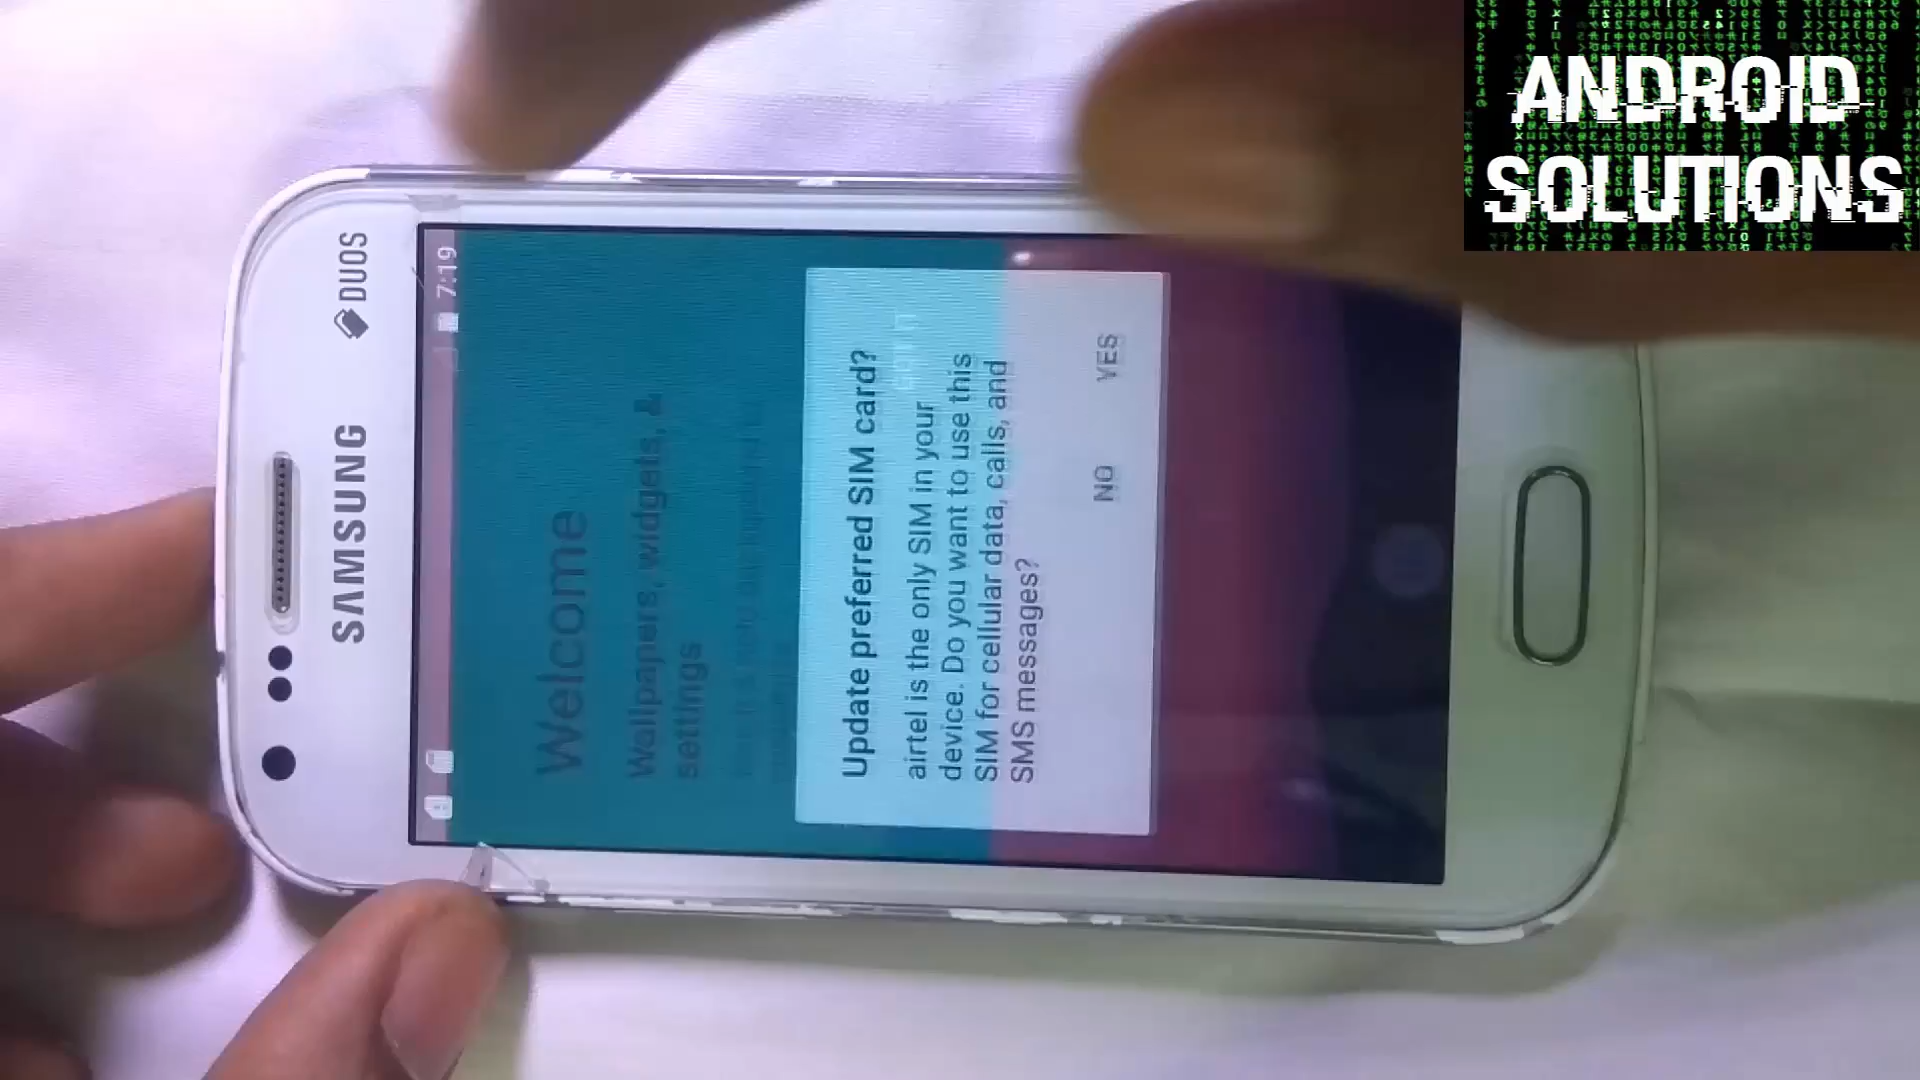 ANDROID
SOLUTIONS
DUOS
SAMSUNG
7:19
Welcome
Wallpapers, widgets, &
settings
Update preferred SIM card?
airtel is the only SIM in your
device. Do you want to use this
SIM for cellular data, calls, and
SMS messages?
NO YES